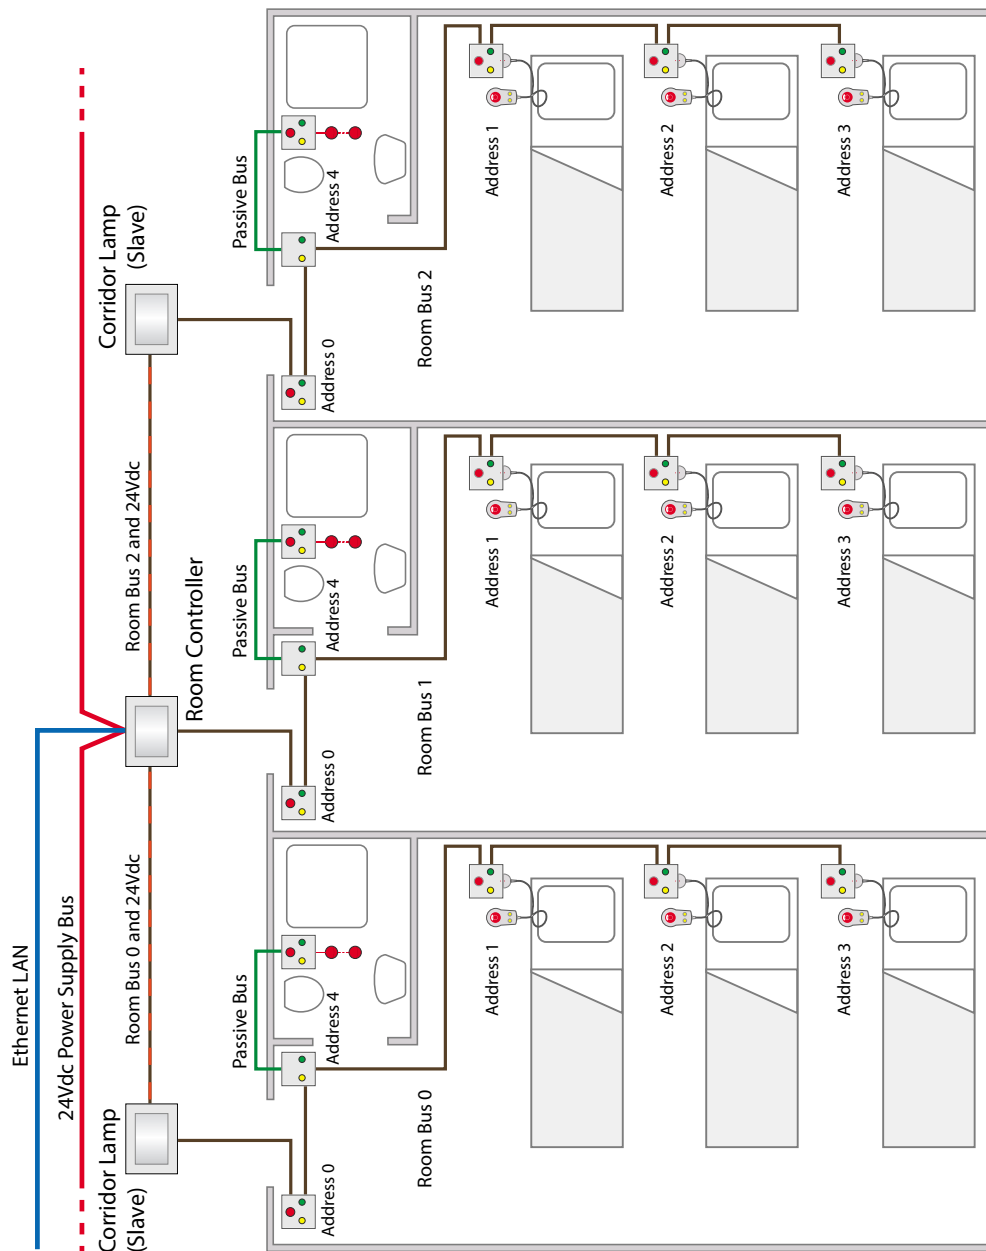 Ethernet LAN
24Vdc Power Supply Bus
Corridor Lamp
(Slave)
Room Bus 0 and 24Vdc
Room Controller
Room Bus 2 and 24Vdc
Corridor Lamp
(Slave)
Passive Bus
Address 4
Address 0
Room Bus 2
Address 1
Address 2
Address 3
Passive Bus
Address 4
Address 0
Room Bus 1
Address 1
Address 2
Address 3
Passive Bus
Address 4
Address 0
Room Bus 0
Address 1
Address 2
Address 3